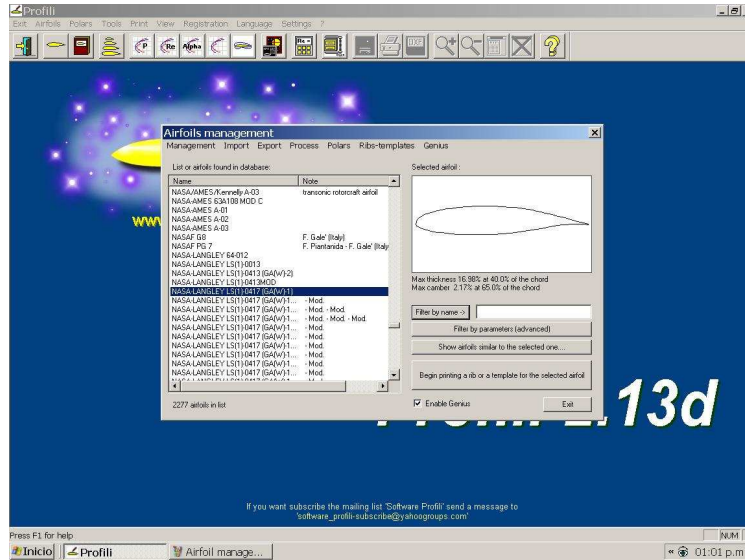 Profili
Exit Airfoils Polars Tools Print View Registration Language Settings ?
P Re Alpha C
Re =
DXF
Airfoils management
Management Import Export Process Polars Ribs-templates Genius
List or airfoils found in database:
Name Note
NASA/AMES/Kennelly A-03 transonic rotorcraft airfoil
NASA-AMES 63A108 MOD C
NASA-AMES A-01
NASA-AMES A-02
NASA-AMES A-03
NASAF G8 F. Gale' (Italy)
NASAF PG 7 F. Piantanida - F. Gale' (Italy
NASA-LANGLEY 64-012
NASA-LANGLEY LS(1)-0013
NASA-LANGLEY LS(1)-0413 (GA(W)-2)
NASA-LANGLEY LS(1)-0413MOD
NASA-LANGLEY LS(1)-0417 (GA(W)-1)
NASA-LANGLEY LS(1)-0417 (GA(W)-1... - Mod.
NASA-LANGLEY LS(1)-0417 (GA(W)-1... - Mod. - Mod.
NASA-LANGLEY LS(1)-0417 (GA(W)-1... - Mod. - Mod. - Mod.
NASA-LANGLEY LS(1)-0417 (GA(W)-1... - Mod.
NASA-LANGLEY LS(1)-0417 (GA(W)-1... - Mod.
NASA-LANGLEY LS(1)-0417 (GA(W)-1... - Mod.
NASA-LANGLEY LS(1)-0417 (GA(W)-1... - Mod.
NASA-LANGLEY LS(1)-0417 (GA(W)-1... - Mod.
NASA-LANGLEY LS(1)-0417 (GA(W)-1... - Mod.
2277 airfoils in list
Selected airfoil :
Max thickness 16.98% at 40.0% of the chord
Max camber 2.17% at 65.0% of the chord
Filter by name ->
Filter by parameters (advanced)
Show airfoils similar to the selected one....
Begin printing a rib or a template for the selected airfoil
Enable Genius
Exit
www
.13d
If you want subscribe the mailing list 'Software Profili' send a message to
'software_profili-subscribe@yahoogroups.com'
Press F1 for help
NUM
Inicio Profili Airfoil manage... « 01:01 p.m